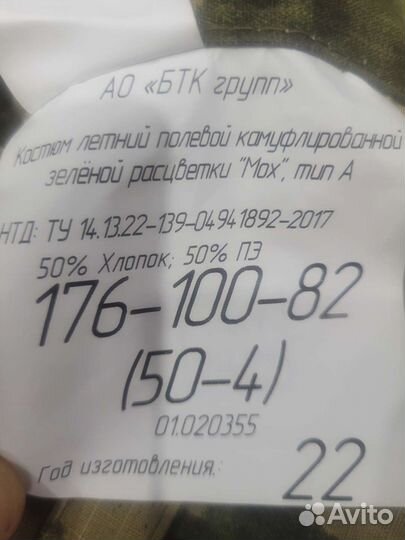 АО «БТК групп»
Костюм летний полевой камуфлированной
зелёной расцветки "Мох", тип А
НТД: ТУ 14.13.22-139-04941892-2017
50% Хлопок; 50% ПЭ
176-100-82
(50-4)
01.020355
Год изготовления:
22
Avito